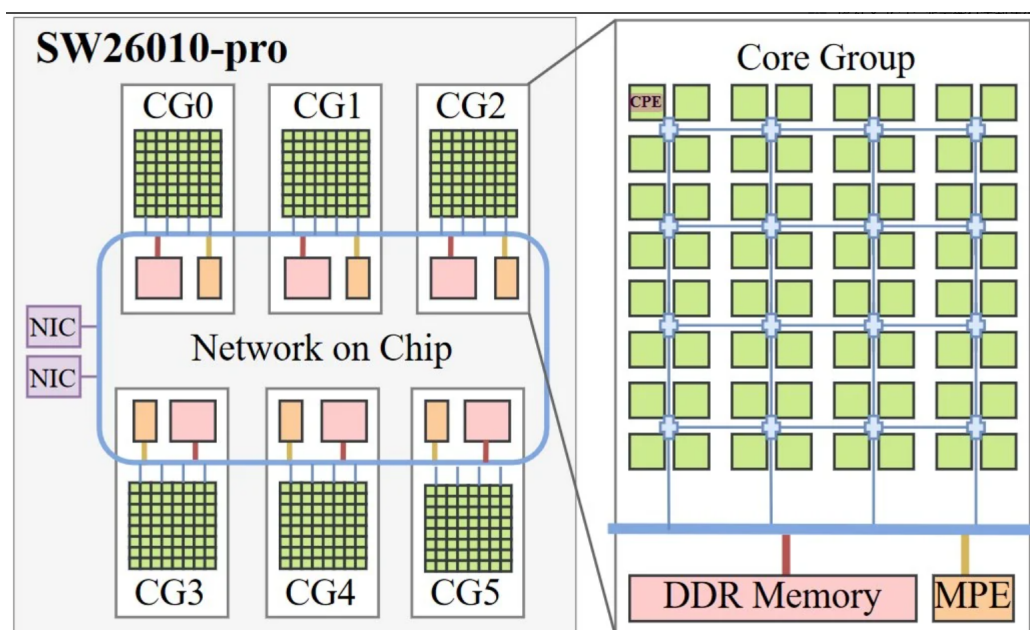 SW26010-pro
CG0
CG1
CG2
NIC
NIC
Network on Chip
CG3
CG4
CG5
Core Group
CPE
DDR Memory
MPE